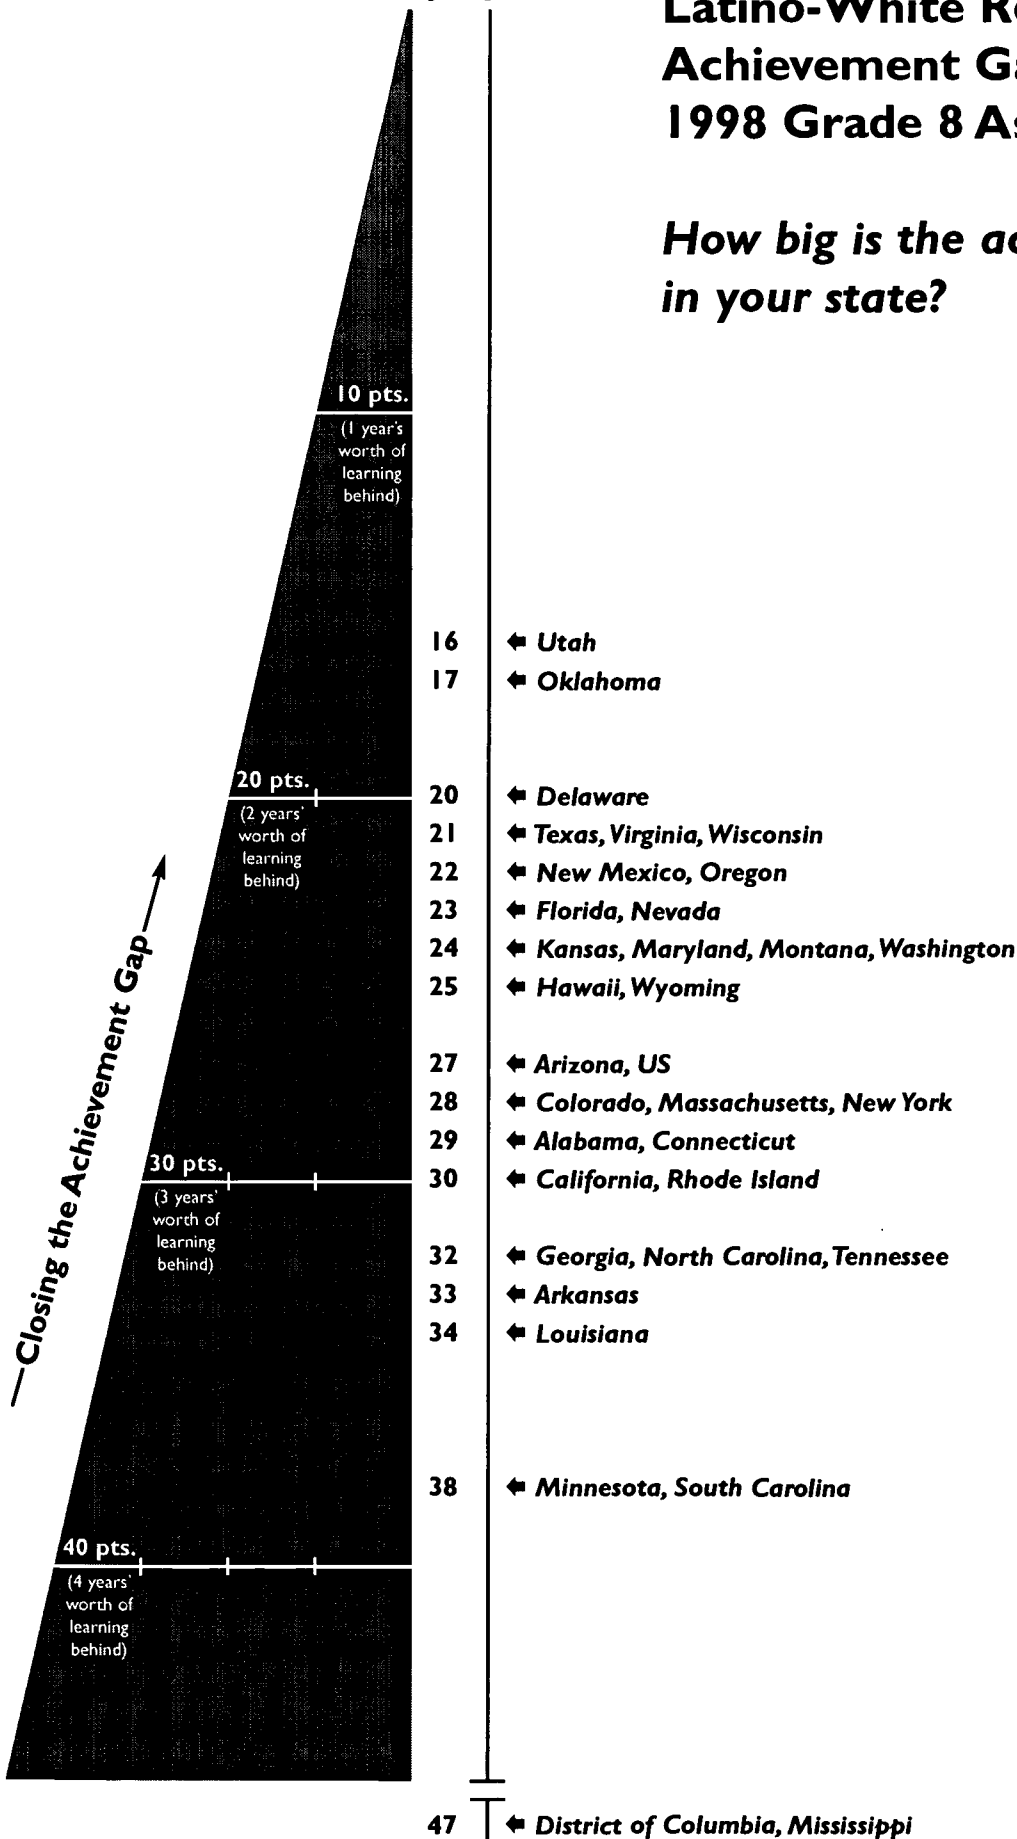 Latino-White
Achievement
1998 Grade 8
How big is the
in your state?
10 pts.
(1 year's
worth of
learning
behind)
16 Utah
17 Oklahoma
20 pts.
(2 years'
worth of
learning
behind)
20 Delaware
21 Texas, Virginia, Wisconsin
22 New Mexico, Oregon
23 Florida, Nevada
24 Kansas, Maryland, Montana, Washington
25 Hawaii, Wyoming
27 Arizona, US
28 Colorado, Massachusetts, New York
29 Alabama, Connecticut
30 pts.
(3 years'
worth of
learning
behind)
30 California, Rhode Island
32 Georgia, North Carolina, Tennessee
33 Arkansas
34 Louisiana
Closing the Achievement Gap
38 Minnesota, South Carolina
40 pts.
(4 years'
worth of
learning
behind)
47 District of Columbia, Mississippi